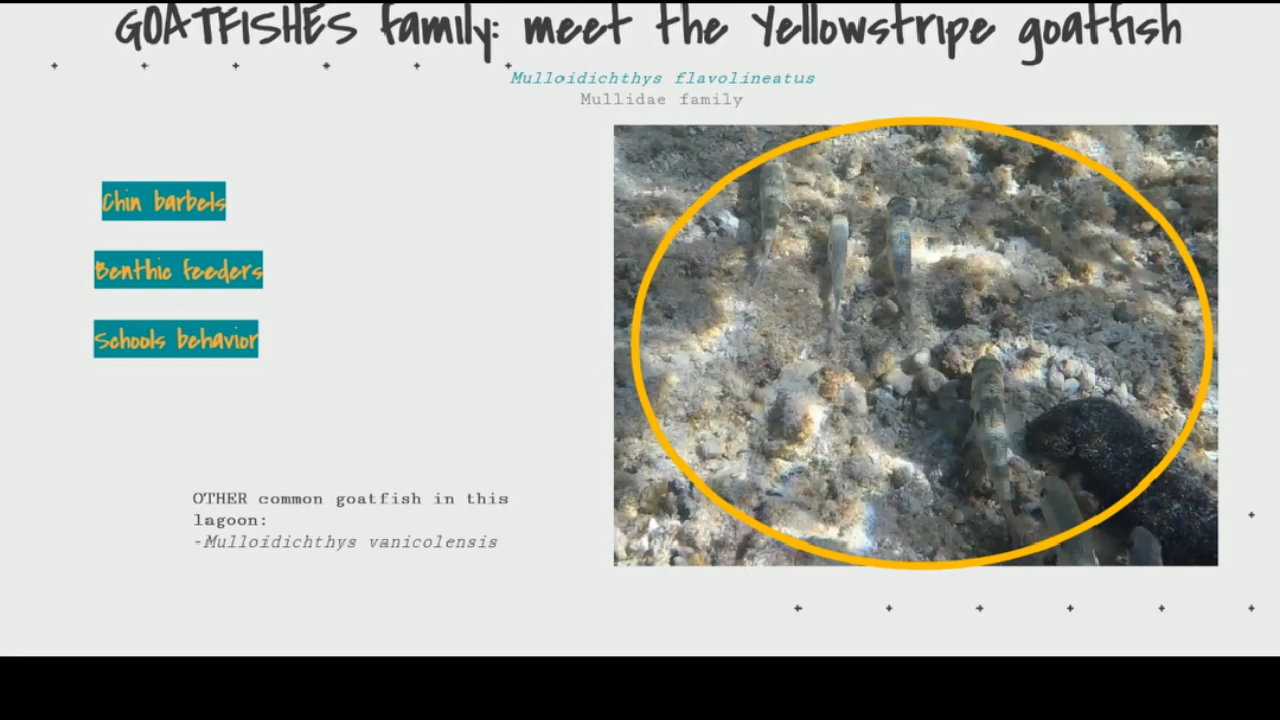 GOATFISHES family: meet the Yellowstripe goatfish
Mulloidichthys flavolineatus
Mullidae family
Chin barbels
Benthic feeders
Schools behavior
OTHER common goatfish in this
lagoon:
-Mulloidichthys vanicolensis